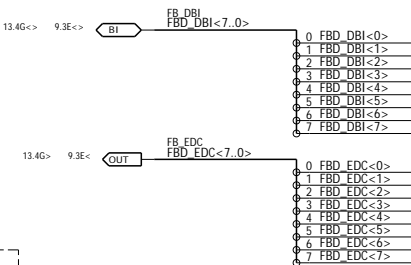 FB_DBI
13.4G<> 9.3E<> BI FBD_DBI<7..0>
0 FBD_DBI<0>
1 FBD_DBI<1>
2 FBD_DBI<2>
3 FBD_DBI<3>
4 FBD_DBI<4>
5 FBD_DBI<5>
6 FBD_DBI<6>
7 FBD_DBI<7>
FB_EDC
13.4G> 9.3E< OUT FBD_EDC<7..0>
0 FBD_EDC<0>
1 FBD_EDC<1>
2 FBD_EDC<2>
3 FBD_EDC<3>
4 FBD_EDC<4>
5 FBD_EDC<5>
6 FBD_EDC<6>
7 FBD_EDC<7>